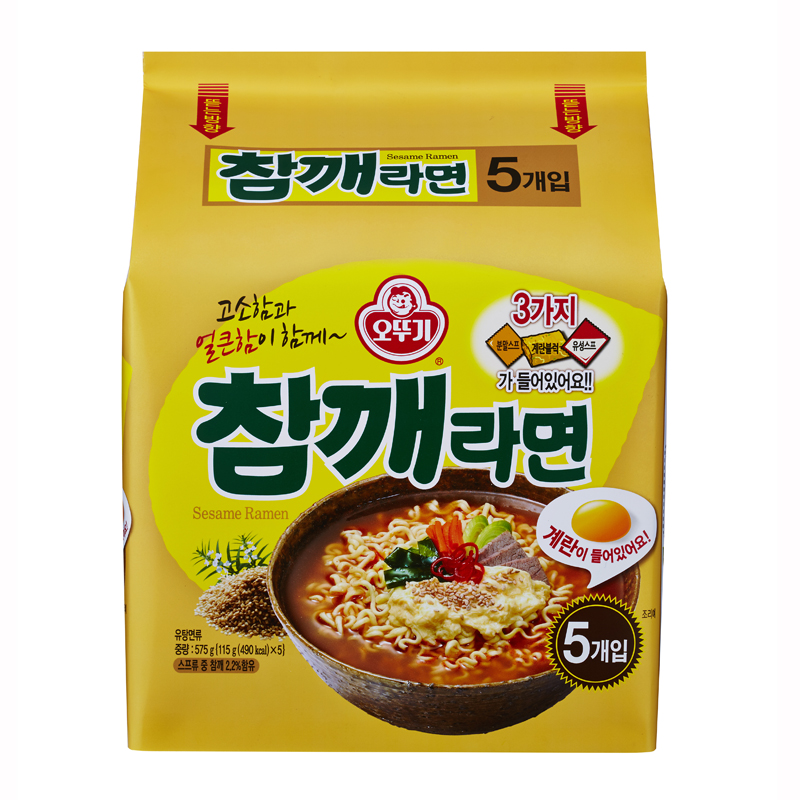 뜯는방향
뜯는방향
Sesame Ramen
참깨라면 5개입
고소함과
얼큰함이 함께~
오뚜기
®
3가지
분말스프 계란블럭 유성스프
가 들어있어요!!
참깨라면
Sesame Ramen
계란이 들어있어요!
유탕면류
중량 : 575 g (115 g (490 kcal) × 5)
스프류 중 참깨 2.2% 함유
5개입